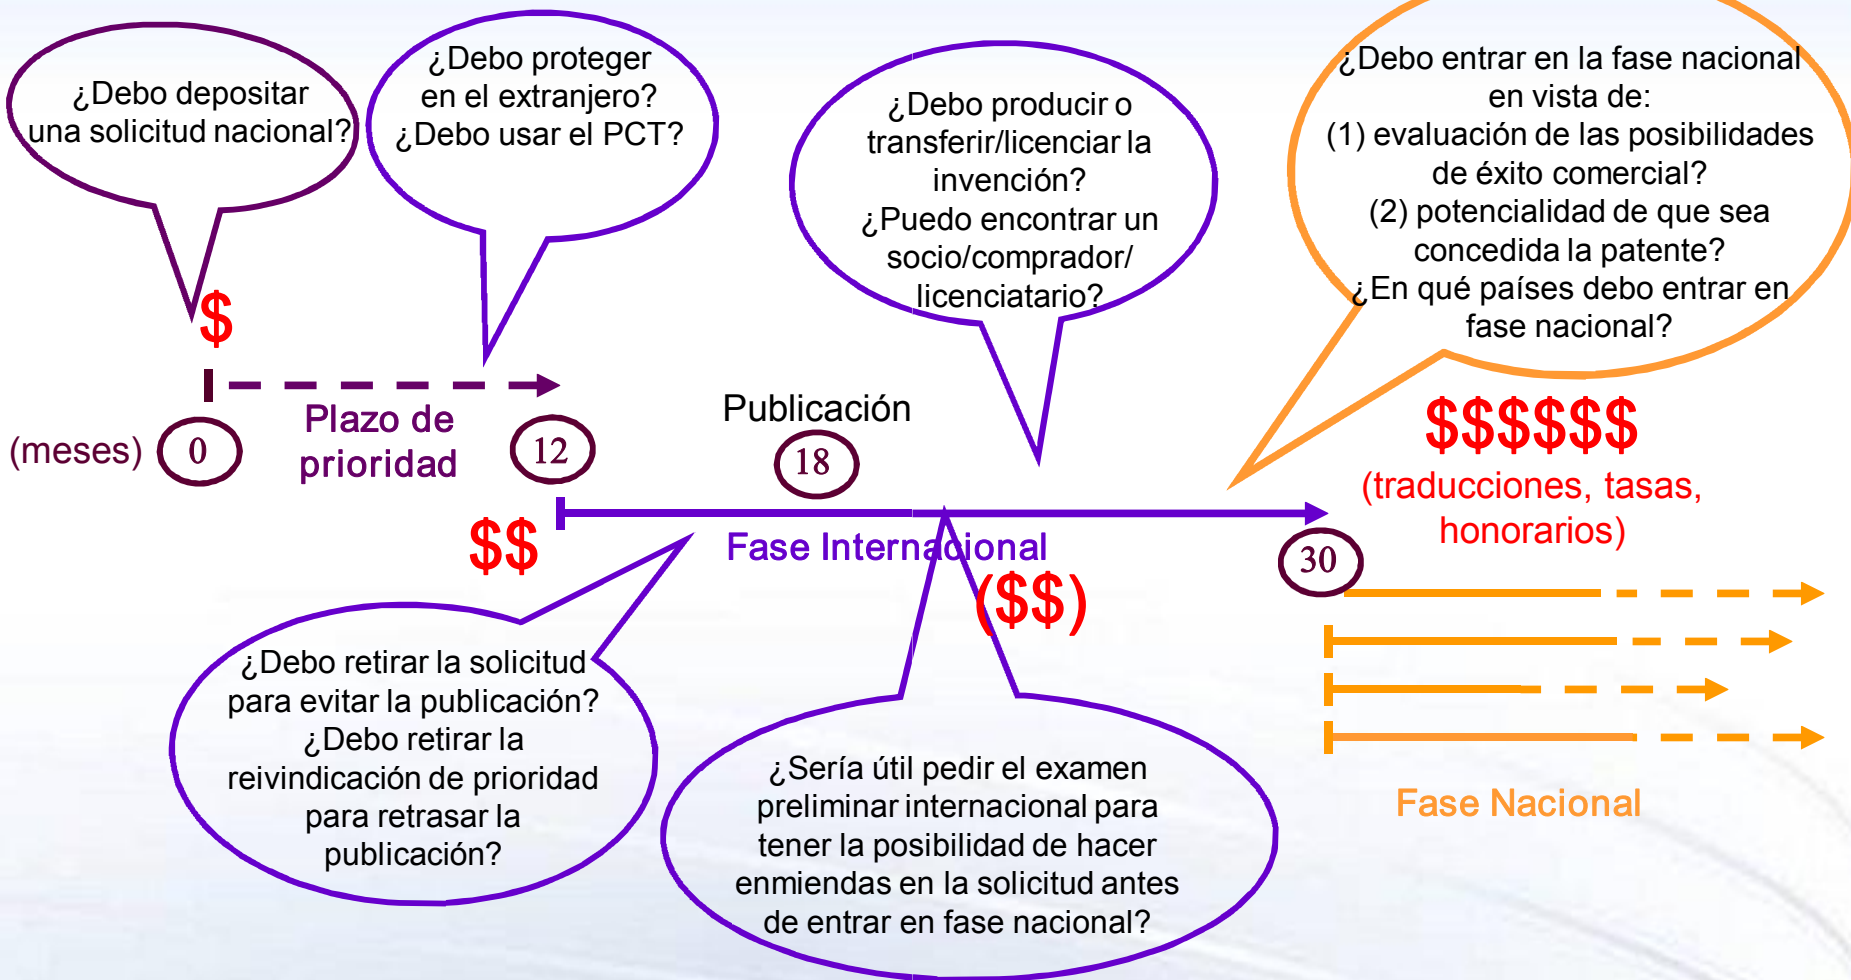 ¿Debo depositar
una solicitud nacional?
¿Debo proteger
en el extranjero?
¿Debo usar el PCT?
¿Debo producir o
transferir/licenciar la
invención?
¿Puedo encontrar un
socio/comprador/
licenciatario?
¿Debo entrar en la fase nacional
en vista de:
(1) evaluación de las posibilidades
de éxito comercial?
(2) potencialidad de que sea
concedida la patente?
¿En qué países debo entrar en
fase nacional?
$
Plazo de
prioridad
(meses)
0
12
Publicación
18
$$$$$$
(traducciones, tasas,
honorarios)
$$
Fase Internacional
30
($$)
¿Debo retirar la solicitud
para evitar la publicación?
¿Debo retirar la
reivindicación de prioridad
para retrasar la
publicación?
¿Sería útil pedir el examen
preliminar internacional para
tener la posibilidad de hacer
enmiendas en la solicitud antes
de entrar en fase nacional?
Fase Nacional